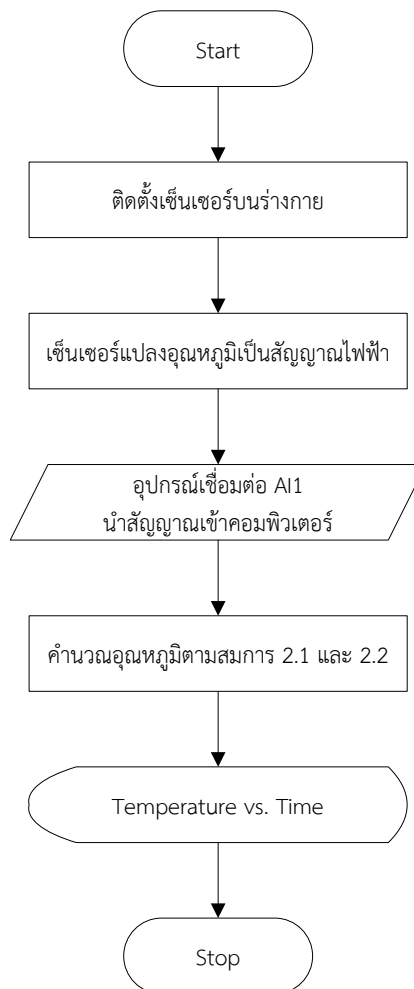 Start
ติดตั้งเซ็นเซอร์บนร่างกาย
เซ็นเซอร์แปลงอุณหภูมิเป็นสัญญาณไฟฟ้า
อุปกรณ์เชื่อมต่อ AI1
นำสัญญาณเข้าคอมพิวเตอร์
คำนวณอุณหภูมิตามสมการ 2.1 และ 2.2
Temperature vs. Time
Stop